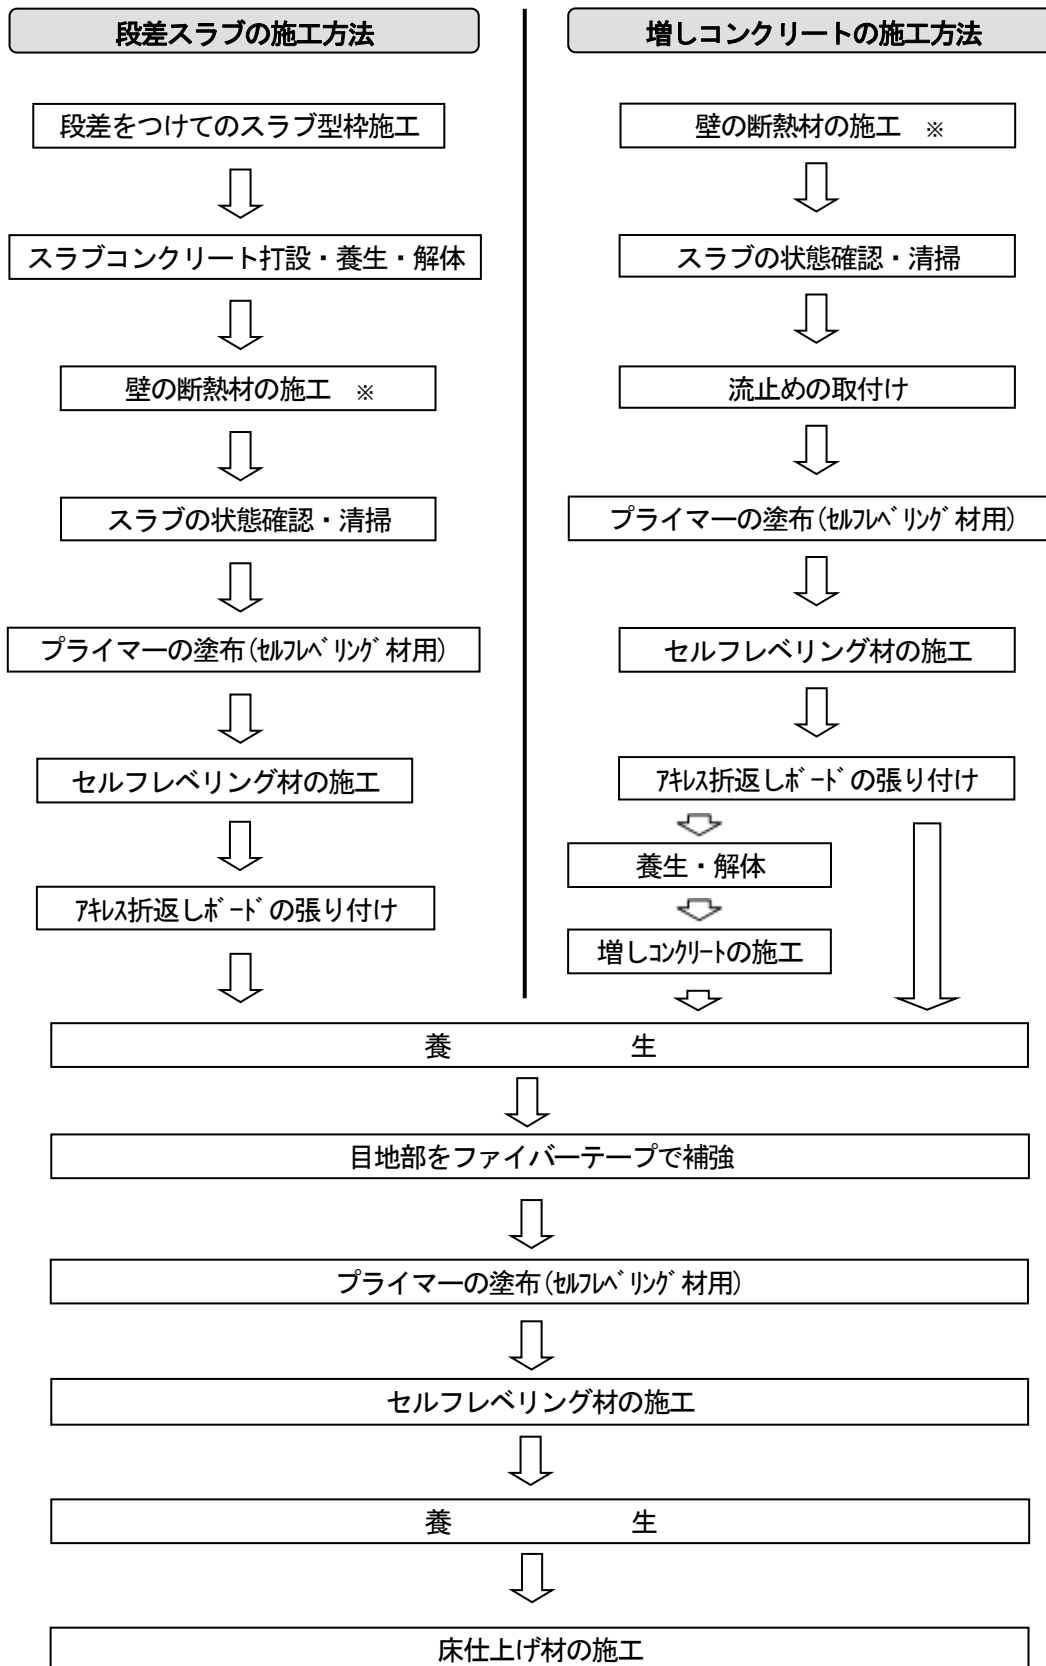 段差スラブの施工方法
段差をつけてのスラブ型枠施工
スラブコンクリート打設・養生・解体
壁の断熱材の施工 ※
スラブの状態確認・清掃
プライマーの塗布(ｾﾙﾌﾚﾍﾞﾘﾝｸﾞ材用)
セルフレベリング材の施工
ｱｷﾚｽ折返しﾎﾞｰﾄﾞの張り付け
増しコンクリートの施工方法
壁の断熱材の施工 ※
スラブの状態確認・清掃
流止めの取付け
プライマーの塗布(ｾﾙﾌﾚﾍﾞﾘﾝｸﾞ材用)
セルフレベリング材の施工
ｱｷﾚｽ折返しﾎﾞｰﾄﾞの張り付け
養生・解体
増しｺﾝｸﾘｰﾄの施工
養 生
目地部をファイバーテープで補強
プライマーの塗布(ｾﾙﾌﾚﾍﾞﾘﾝｸﾞ材用)
セルフレベリング材の施工
養 生
床仕上げ材の施工